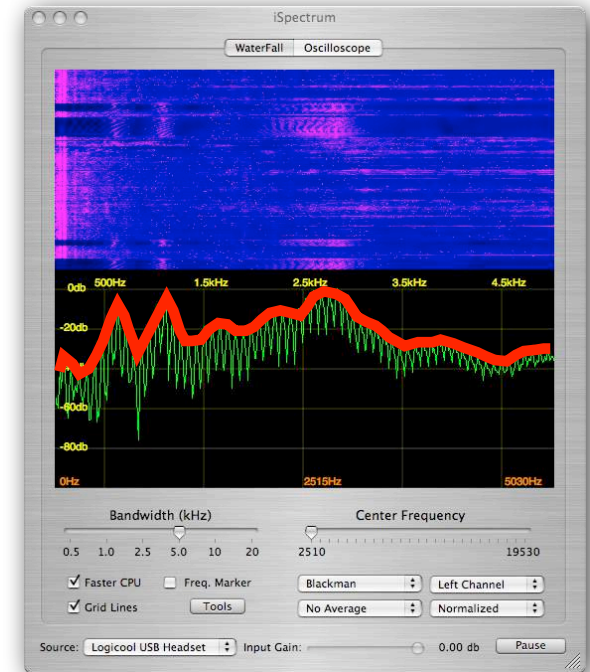 iSpectrum
WaterFall Oscilloscope
0db 500Hz 1.5kHz 2.5kHz 3.5kHz 4.5kHz
-20db
-60db
-80db
0Hz 2515Hz 5030Hz
Bandwidth (kHz) Center Frequency
0.5 1.0 2.5 5.0 10 20 2510 19530
Faster CPU Freq. Marker Blackman Left Channel
Grid Lines Tools No Average Normalized
Source: Logicool USB Headset Input Gain: 0.00 db Pause